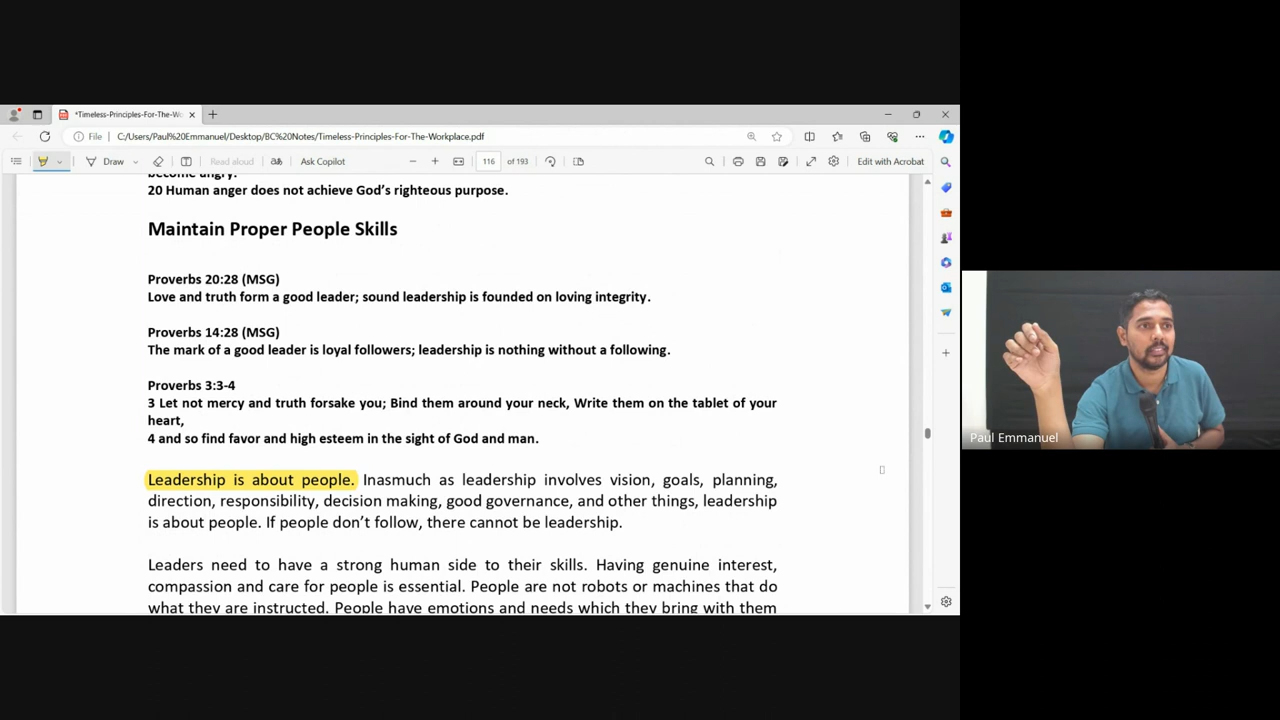 *Timeless-Principles-For-The-Wo
File
C:/Users/Paul%20Emmanuel/Desktop/BC%20Notes/Timeless-Principles-For-The-Workplace.pdf
Draw
Read aloud
Ask Copilot
116 of 193
Edit with Acrobat
become angry.
20 Human anger does not achieve God's righteous purpose.
Maintain Proper People Skills
Proverbs 20:28 (MSG)
Love and truth form a good leader; sound leadership is founded on loving integrity.
Proverbs 14:28 (MSG)
The mark of a good leader is loyal followers; leadership is nothing without a following.
Proverbs 3:3-4
3 Let not mercy and truth forsake you; Bind them around your neck, Write them on the tablet of your
heart,
4 and so find favor and high esteem in the sight of God and man.
Leadership is about people. Inasmuch as leadership involves vision, goals, planning,
direction, responsibility, decision making, good governance, and other things, leadership
is about people. If people don't follow, there cannot be leadership.
Leaders need to have a strong human side to their skills. Having genuine interest,
compassion and care for people is essential. People are not robots or machines that do
what they are instructed. People have emotions and needs which they bring with them
Paul Emmanuel